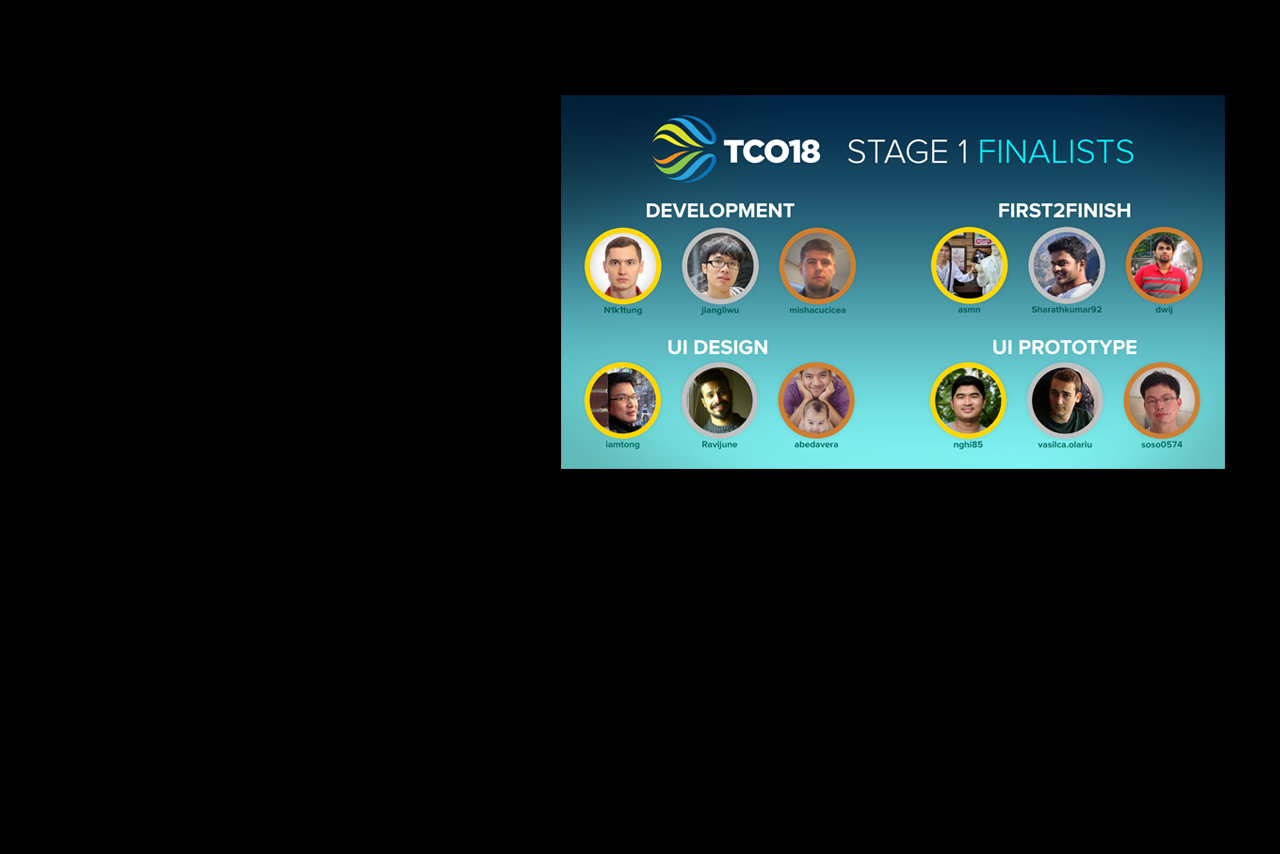 TCO18 STAGE 1 FINALISTS
DEVELOPMENT
N1k1tung jiangliwu mishacucicea
FIRST2FINISH
asmn Sharathkumar92 dwij
UI DESIGN
iamtong Ravijune abedavera
UI PROTOTYPE
nghi85 vasilca.olariu soso0574